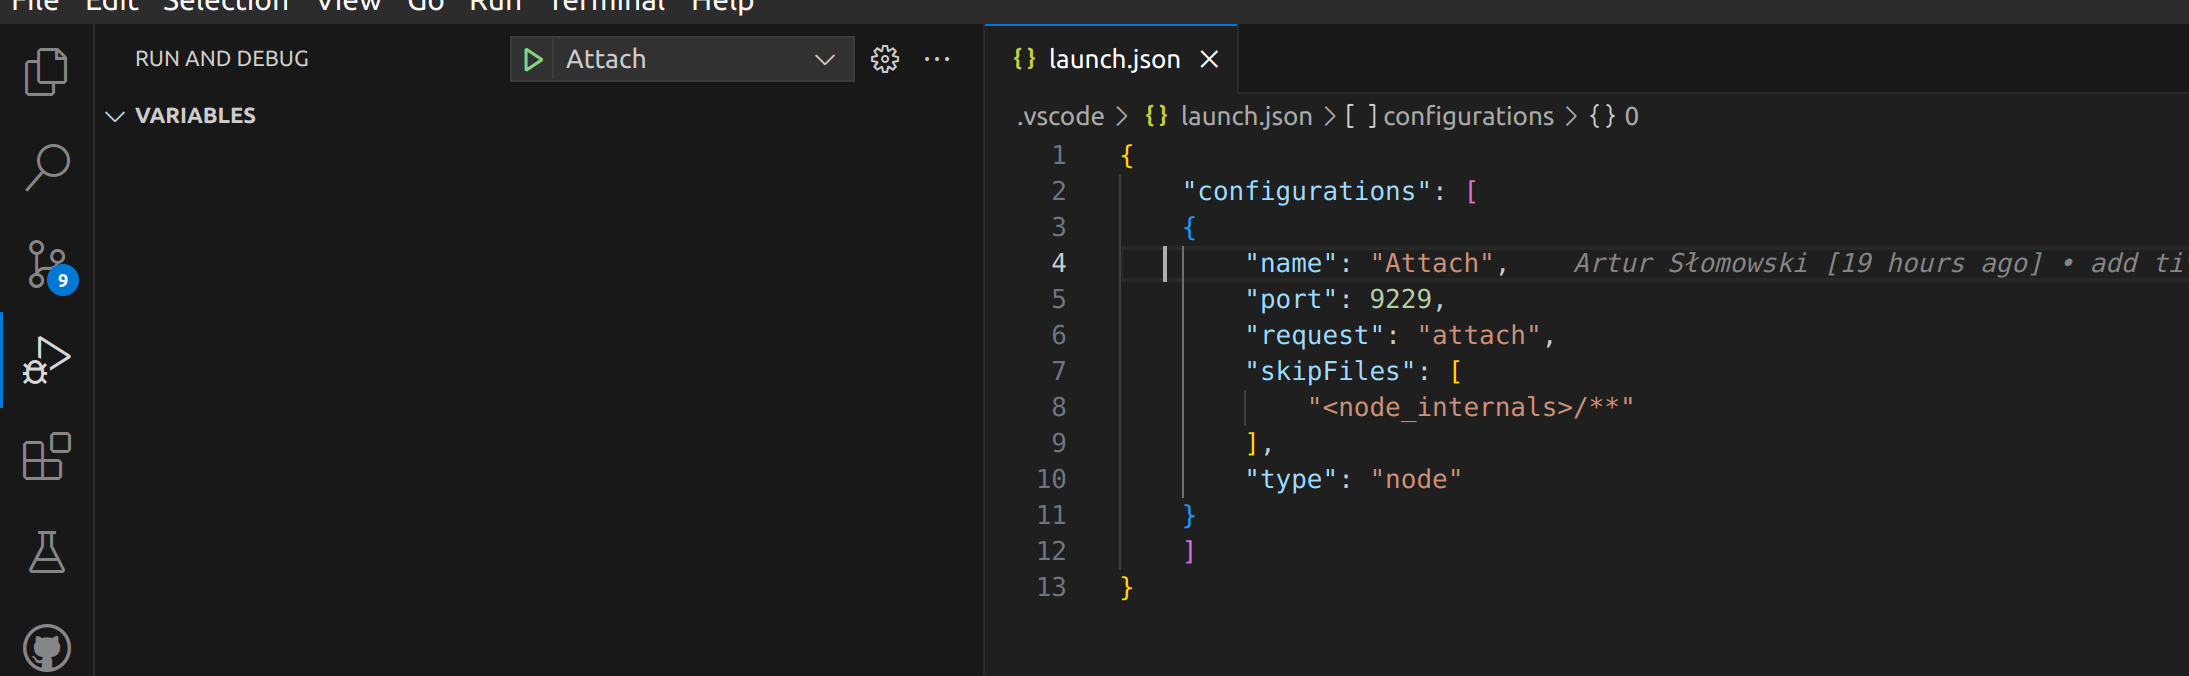 File Edit Selection View Go Run Terminal Help
RUN AND DEBUG
Attach
VARIABLES
9
launch.json
.vscode > {} launch.json > [ ] configurations > {} 0
1 {
2 "configurations": [
3 {
4 "name": "Attach", Artur Słomowski [19 hours ago] • add
5 "port": 9229,
6 "request": "attach",
7 "skipFiles": [
8 "<node_internals>/**"
9 ],
10 "type": "node"
11 }
12 ]
13 }